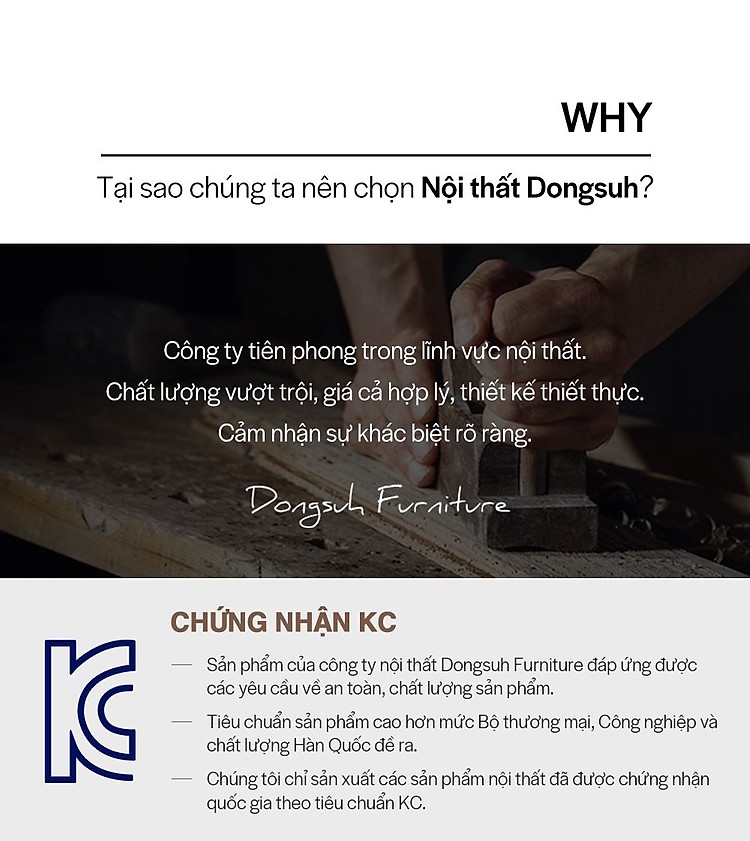 WHY
Tại sao chúng ta nên chọn Nội thất Dongsuh?
Công ty tiên phong trong lĩnh vực nội thất.
Chất lượng vượt trội, giá cả hợp lý, thiết kế thiết thực.
Cảm nhận sự khác biệt rõ ràng.
Dongsuh Furniture
CHỨNG NHẬN KC
KC
— Sản phẩm của công ty nội thất Dongsuh Furniture đáp ứng được
các yêu cầu về an toàn, chất lượng sản phẩm.
— Tiêu chuẩn sản phẩm cao hơn mức Bộ thương mại, Công nghiệp và
chất lượng Hàn Quốc đề ra.
— Chúng tôi chỉ sản xuất các sản phẩm nội thất đã được chứng nhận
quốc gia theo tiêu chuẩn KC.